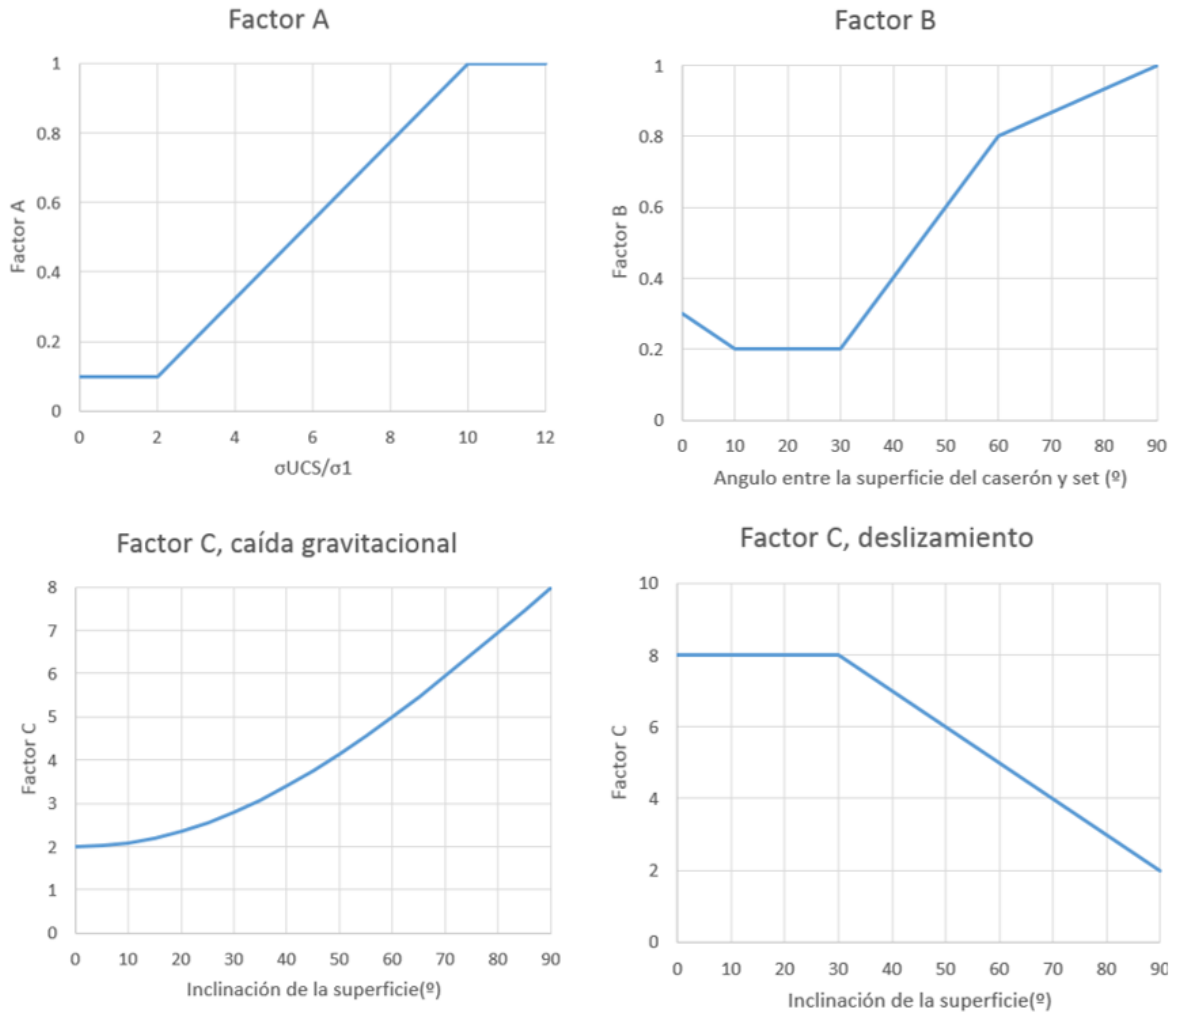 Factor A
1
0.8
0.6
0.4
0.2
0
Factor A
0 2 4 6 8 10 12
σUCS/σ1
Factor B
1
0.8
0.6
0.4
0.2
0
Factor B
0 10 20 30 40 50 60 70 80 90
Angulo entre la superficie del caserón y set (º)
Factor C, caída gravitacional
8
7
6
5
4
3
2
1
0
Factor C
0 10 20 30 40 50 60 70 80 90
Inclinación de la superficie(º)
Factor C, deslizamiento
10
8
6
4
2
0
Factor C
0 10 20 30 40 50 60 70 80 90
Inclinación de la superficie(º)